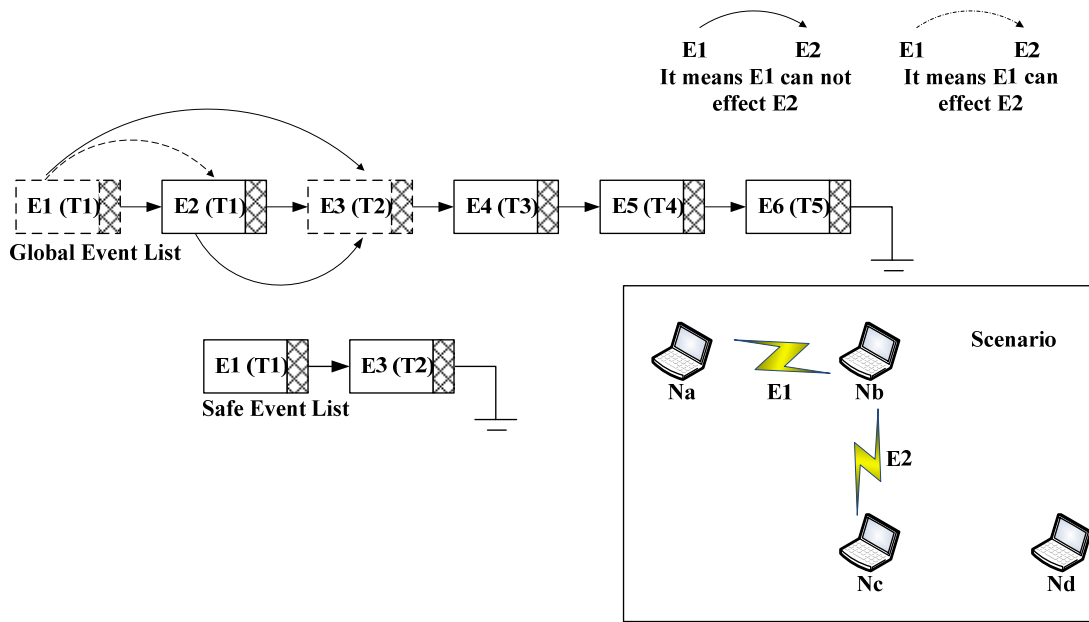 E1 E2 E1 E2
It means E1 can not It means E1 can
effect E2 effect E2
E1 (T1) E2 (T1) E3 (T2) E4 (T3) E5 (T4) E6 (T5)
Global Event List
Scenario
E1 (T1) E3 (T2)
Safe Event List
Na E1 Nb
E2
Nc Nd